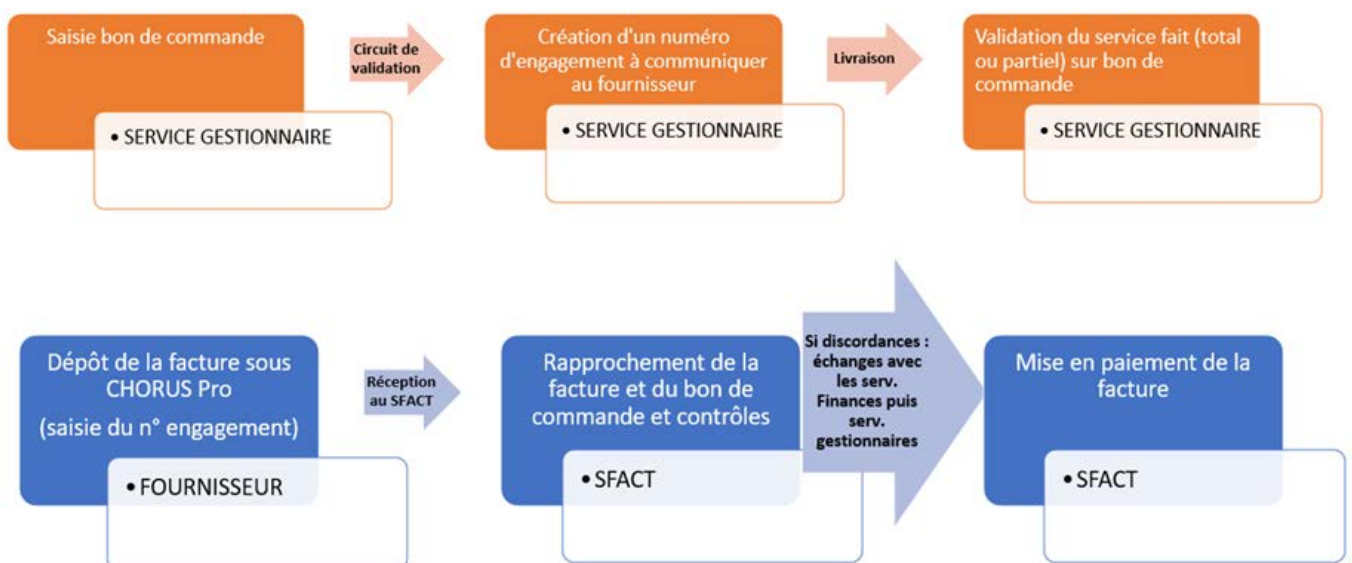 Saisie bon de commande
• SERVICE GESTIONNAIRE
Circuit de
validation
Création d'un numéro
d'engagement à communiquer
au fournisseur
• SERVICE GESTIONNAIRE
Livraison
Validation du service fait (total
ou partiel) sur bon de
commande
• SERVICE GESTIONNAIRE
Dépôt de la facture sous
CHORUS Pro
(saisie du n° engagement)
• FOURNISSEUR
Réception
au SFACT
Rapprochement de la
facture et du bon de
commande et contrôles
• SFACT
Si discordances :
échanges avec
les serv.
Finances puis
serv.
gestionnaires
Mise en paiement de la
facture
• SFACT